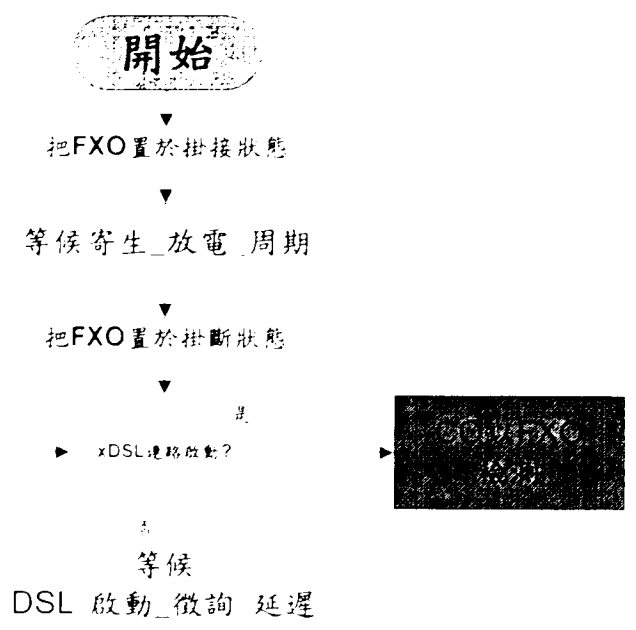 開始
把FXO置於掛接狀態
等候寄生_放電_周期
把FXO置於掛斷狀態
是
xDSL連路啟動?
否
等候
DSL 啟動_徵詢 延遲